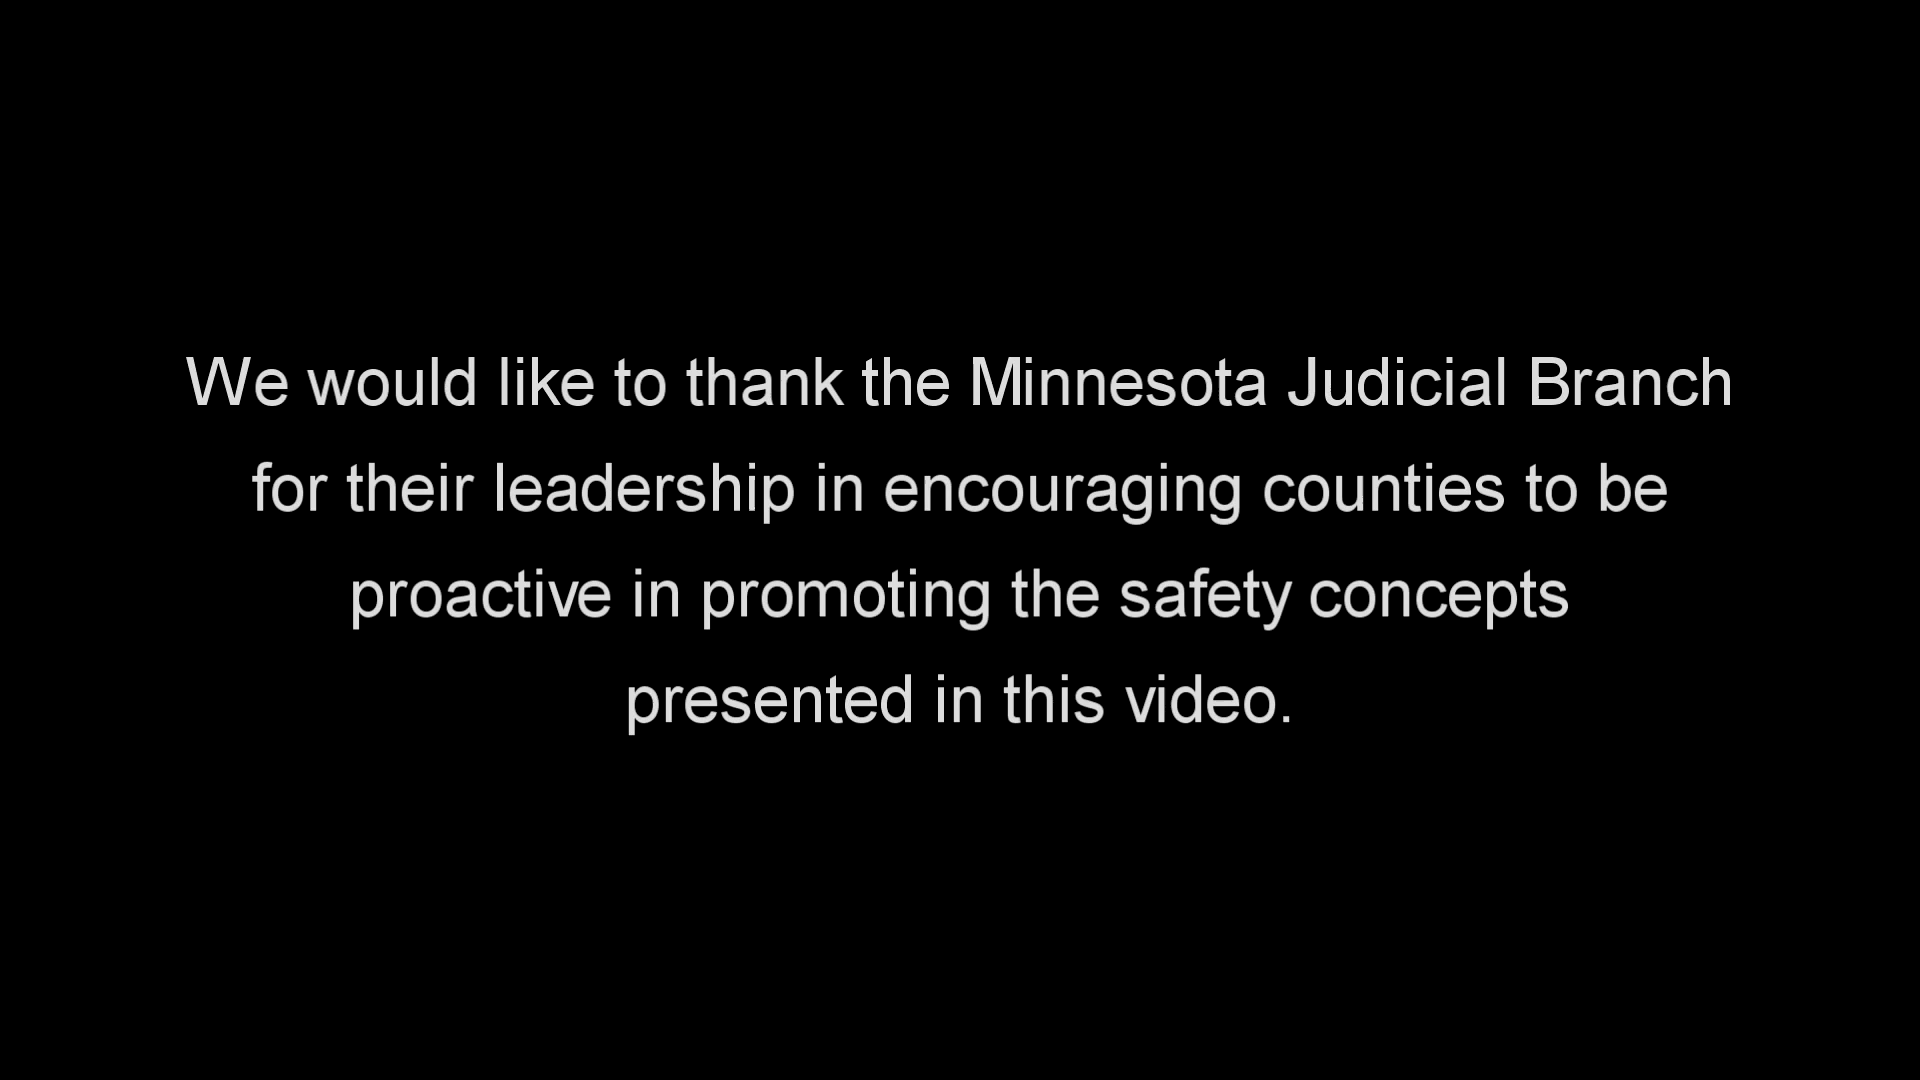 We would like to thank the Minnesota Judicial Branch
for their leadership in encouraging counties to be
proactive in promoting the safety concepts
presented in this video.